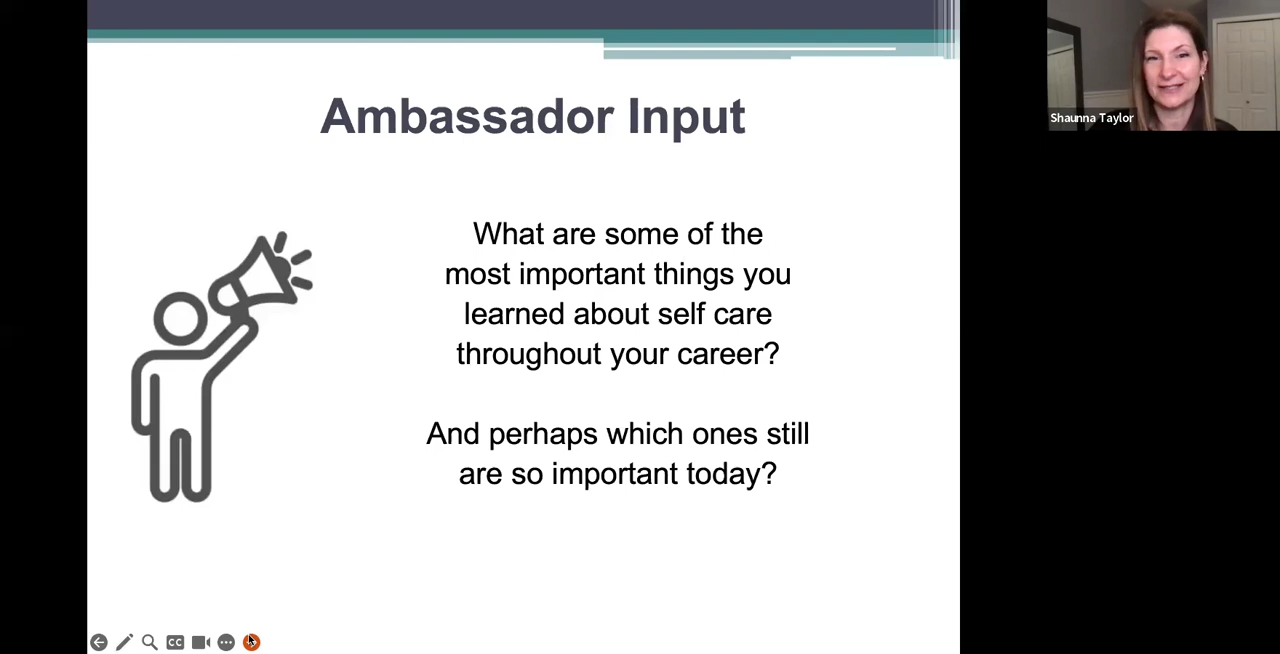 Ambassador Input
What are some of the
most important things you
learned about self care
throughout your career?
And perhaps which ones still
are so important today?
Shaunna Taylor
CC